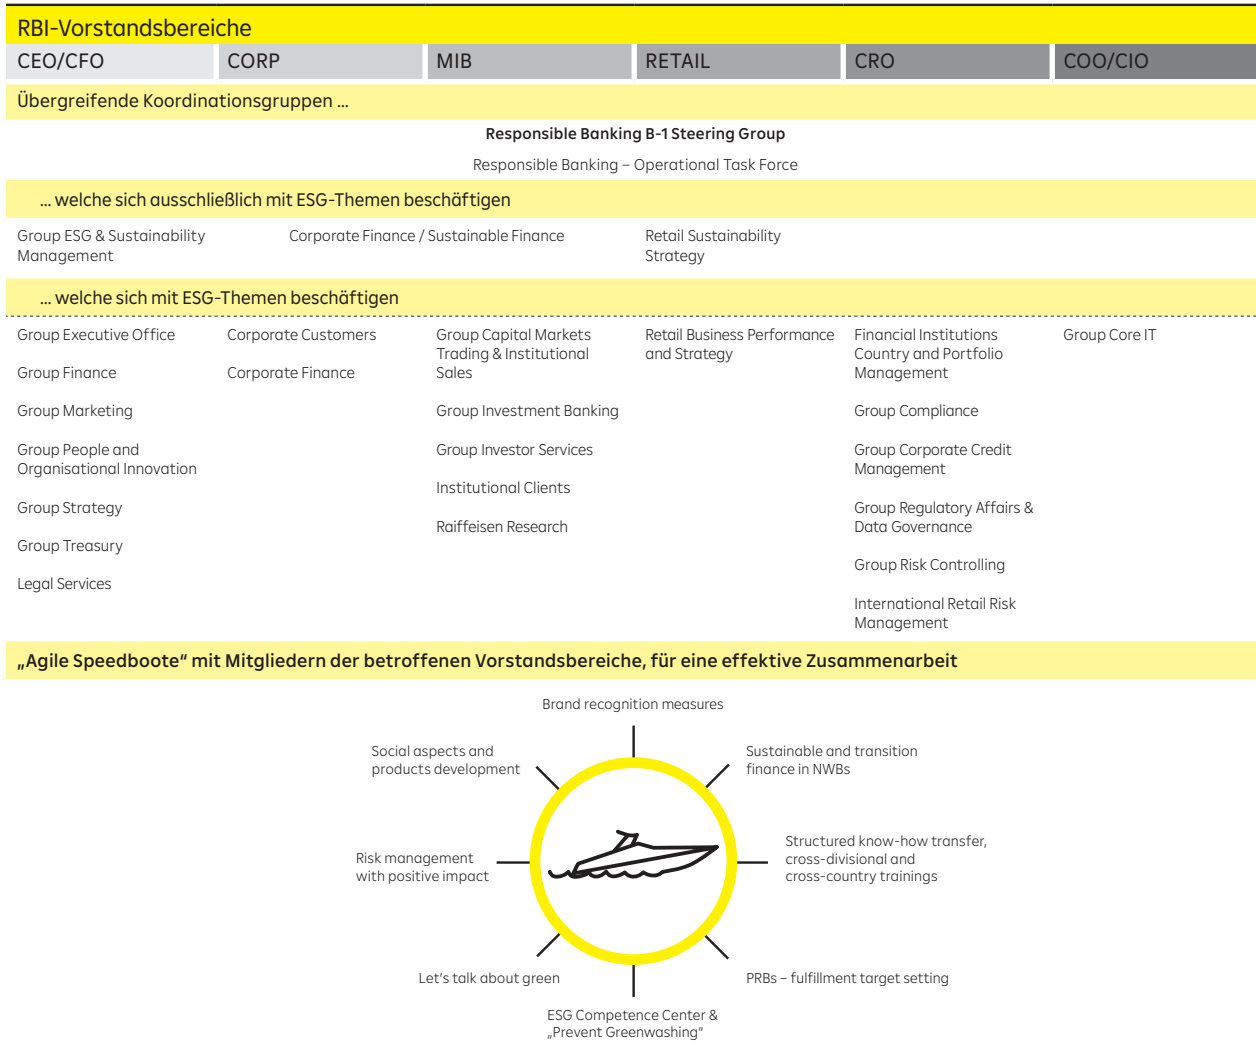 RBI-Vorstandsbereiche
CEO/CFO
CORP
MIB
RETAIL
CRO
COO/CIO
Übergreifende Koordinationsgruppen ...
Responsible Banking B-1 Steering Group
Responsible Banking – Operational Task Force
... welche sich ausschließlich mit ESG-Themen beschäftigen
Group ESG & Sustainability
Management
Corporate Finance / Sustainable Finance
Retail Sustainability
Strategy
... welche sich mit ESG-Themen beschäftigen
Group Executive Office
Group Finance
Group Marketing
Group People and
Organisational Innovation
Group Strategy
Group Treasury
Legal Services
Corporate Customers
Corporate Finance
Group Capital Markets
Trading & Institutional
Sales
Group Investment Banking
Group Investor Services
Institutional Clients
Raiffeisen Research
Retail Business Performance
and Strategy
Financial Institutions
Country and Portfolio
Management
Group Compliance
Group Corporate Credit
Management
Group Regulatory Affairs &
Data Governance
Group Risk Controlling
International Retail Risk
Management
Group Core IT
„Agile Speedboote“ mit Mitgliedern der betroffenen Vorstandsbereiche, für eine effektive Zusammenarbeit
Brand recognition measures
Social aspects and
products development
Sustainable and transition
finance in NWBs
Risk management
with positive impact
Structured know-how transfer,
cross-divisional and
cross-country trainings
Let's talk about green
PRBs – fulfillment target setting
ESG Competence Center &
„Prevent Greenwashing“